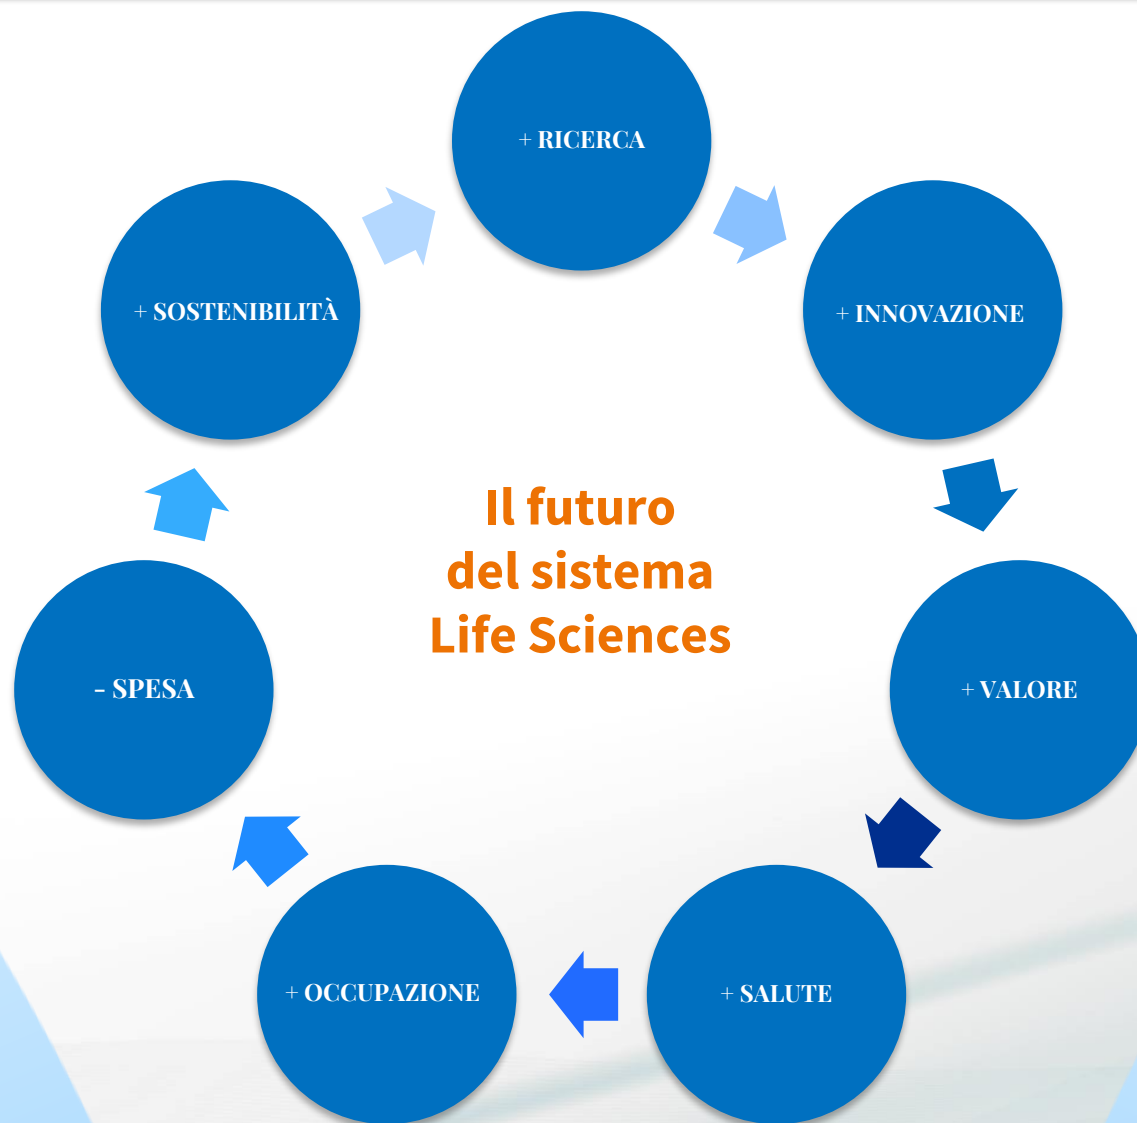 + RICERCA
+ INNOVAZIONE
+ VALORE
+ SALUTE
+ OCCUPAZIONE
- SPESA
+ SOSTENIBILITÀ
Il futuro
del sistema
Life Sciences